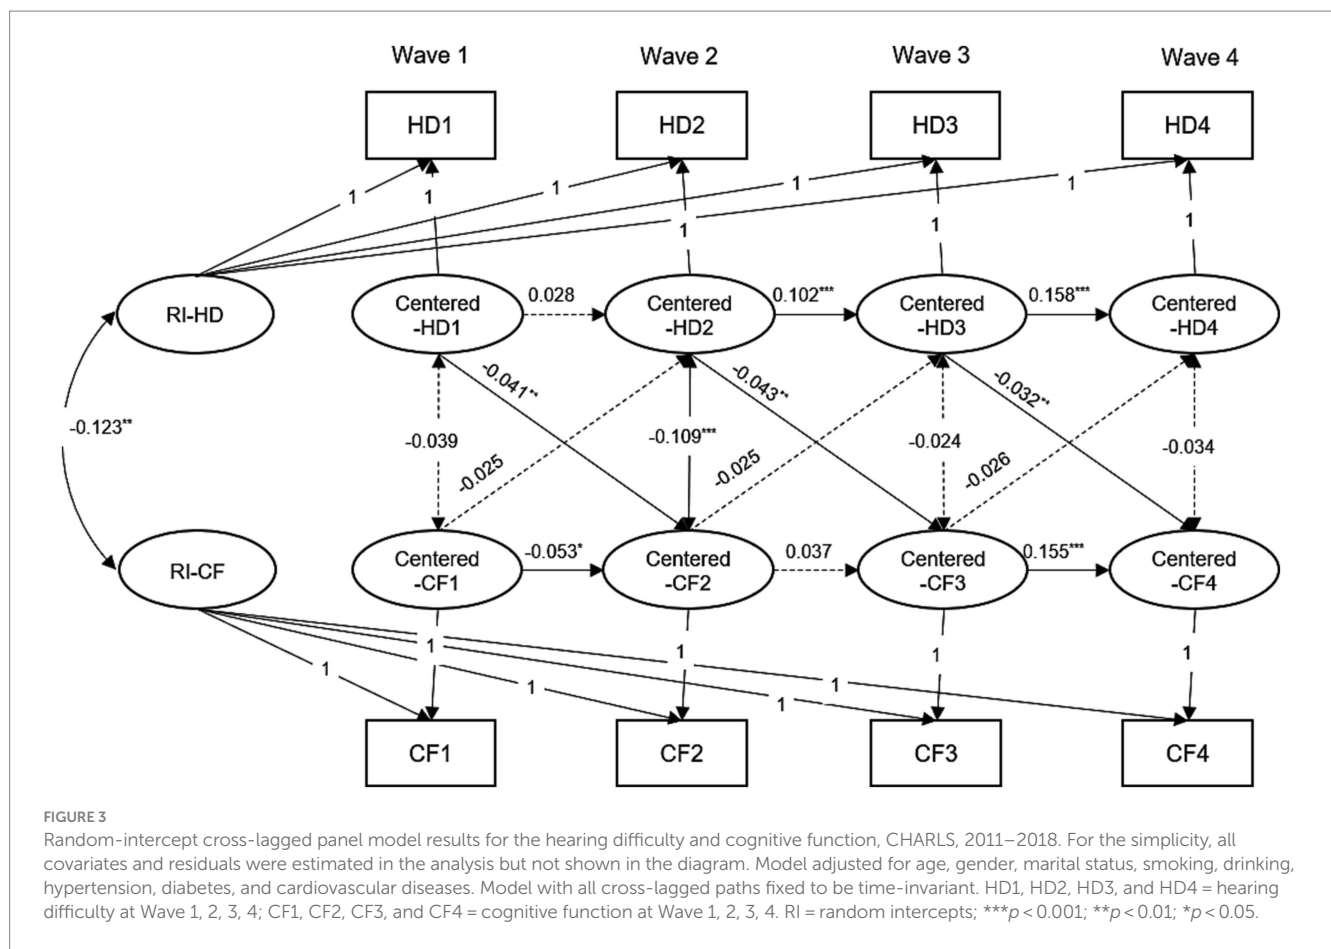 Wave 1
Wave 2
Wave 3
Wave 4
HD1
HD2
HD3
HD4
1
1
1
1
1
1
1
1
RI-HD
Centered
-HD1
0.028
Centered
-HD2
0.102***
Centered
-HD3
0.158***
Centered
-HD4
-0.123**
-0.041**
-0.043**
-0.032**
-0.039
-0.109***
-0.024
-0.034
-0.025
-0.025
-0.026
RI-CF
Centered
-CF1
-0.053*
Centered
-CF2
0.037
Centered
-CF3
0.155***
Centered
-CF4
1
1
1
1
1
1
1
1
CF1
CF2
CF3
CF4
FIGURE 3
Random-intercept cross-lagged panel model results for the hearing difficulty and cognitive function, CHARLS, 2011–2018. For the simplicity, all
covariates and residuals were estimated in the analysis but not shown in the diagram. Model adjusted for age, gender, marital status, smoking, drinking,
hypertension, diabetes, and cardiovascular diseases. Model with all cross-lagged paths fixed to be time-invariant. HD1, HD2, HD3, and HD4 = hearing
difficulty at Wave 1, 2, 3, 4; CF1, CF2, CF3, and CF4 = cognitive function at Wave 1, 2, 3, 4. RI = random intercepts; ***p < 0.001; **p < 0.01; *p < 0.05.